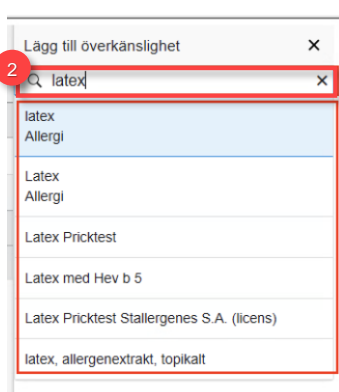 Lägg till överkänslighet
2
latex
latex
Allergi
Latex
Allergi
Latex Pricktest
Latex med Hev b 5
Latex Pricktest Stallergenes S.A. (licens)
latex, allergenextrakt, topikalt